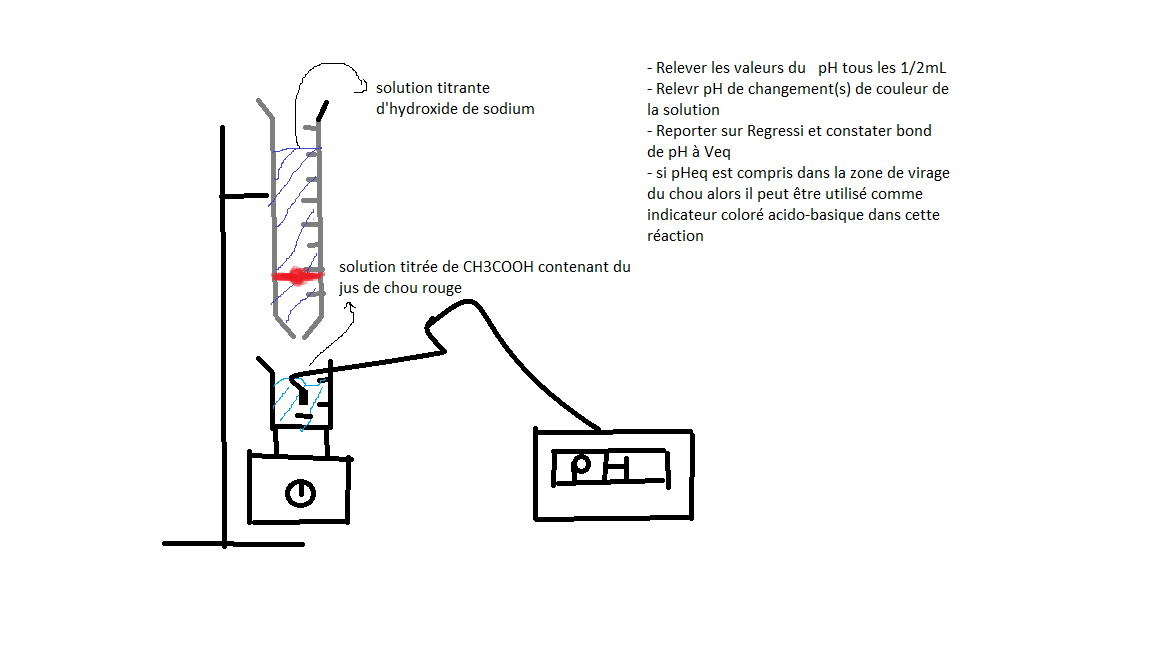 solution titrante
d'hydroxide de sodium
- Relever les valeurs du pH tous les 1/2mL
- Relevr pH de changement(s) de couleur de
la solution
- Reporter sur Regressi et constater bond
de pH à Veq
- si pHeq est compris dans la zone de virage
du chou alors il peut être utilisé comme
indicateur coloré acido-basique dans cette
réaction
solution titrée de CH3COOH contenant du
jus de chou rouge
pH